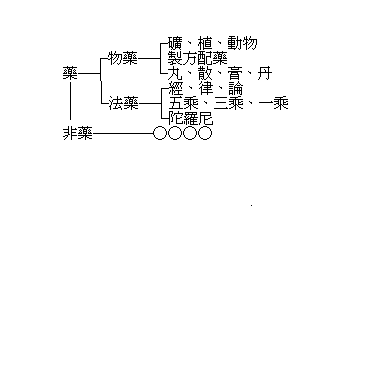 礦、植、動物
物藥
製方配藥
藥
丸、散、膏、丹
經、律、論
法藥
五乘、三乘、一乘
陀羅尼
非藥
○○○○